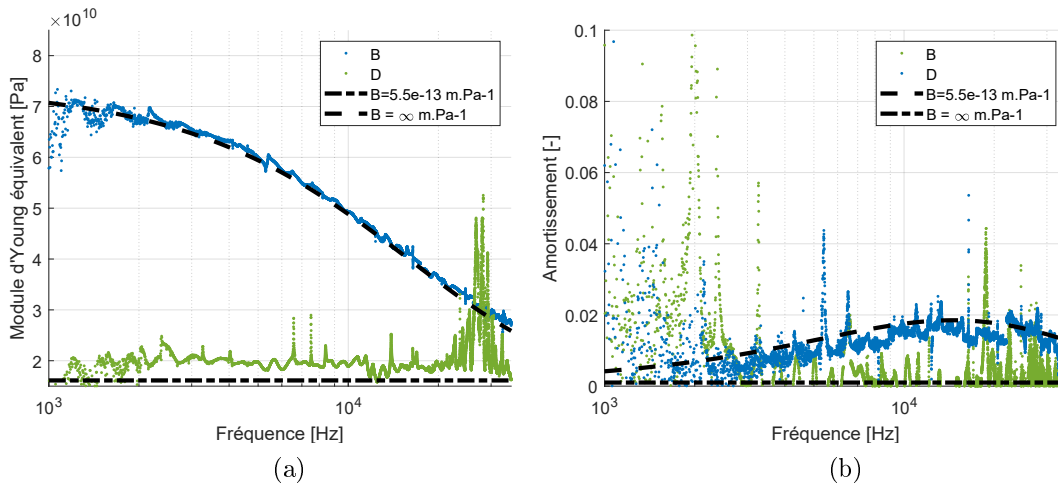 ×10^10
8
7
6
5
4
3
2
10^3
10^4
Module d'Young équivalent [Pa]
Fréquence [Hz]
B
D
B=5.5e-13 m.Pa-1
B = ∞ m.Pa-1
(a)
0.1
0.08
0.06
0.04
0.02
0
10^3
10^4
Amortissement [-]
Fréquence [Hz]
B
D
B=5.5e-13 m.Pa-1
B = ∞ m.Pa-1
(b)